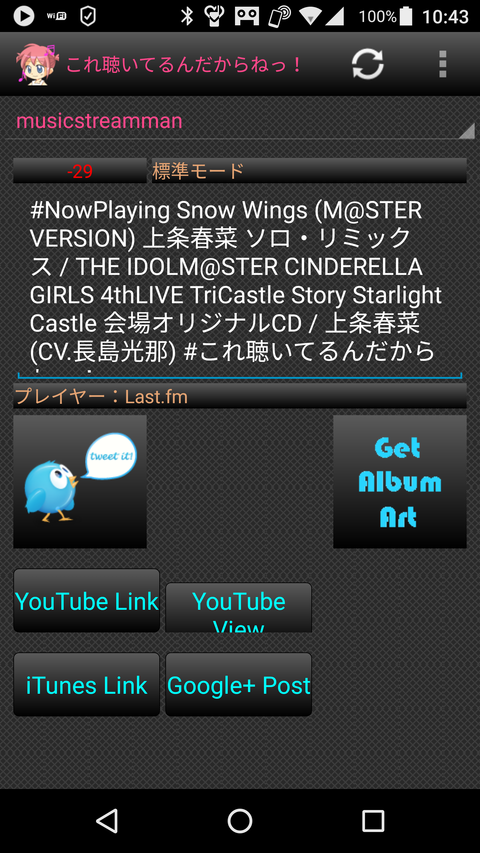 WiFi 100% 10:43
これ聴いてるんだからねっ！
musicstreamman
-29 標準モード
#NowPlaying Snow Wings (M@STER
VERSION) 上条春菜 ソロ・リミック
ス / THE IDOLM@STER CINDERELLA
GIRLS 4thLIVE TriCastle Story Starlight
Castle 会場オリジナルCD / 上条春菜
(CV.長島光那) #これ聴いてるんだから
プレイヤー：Last.fm
tweet it!
Get
Album
Art
YouTube Link
YouTube
View
iTunes Link
Google+ Post